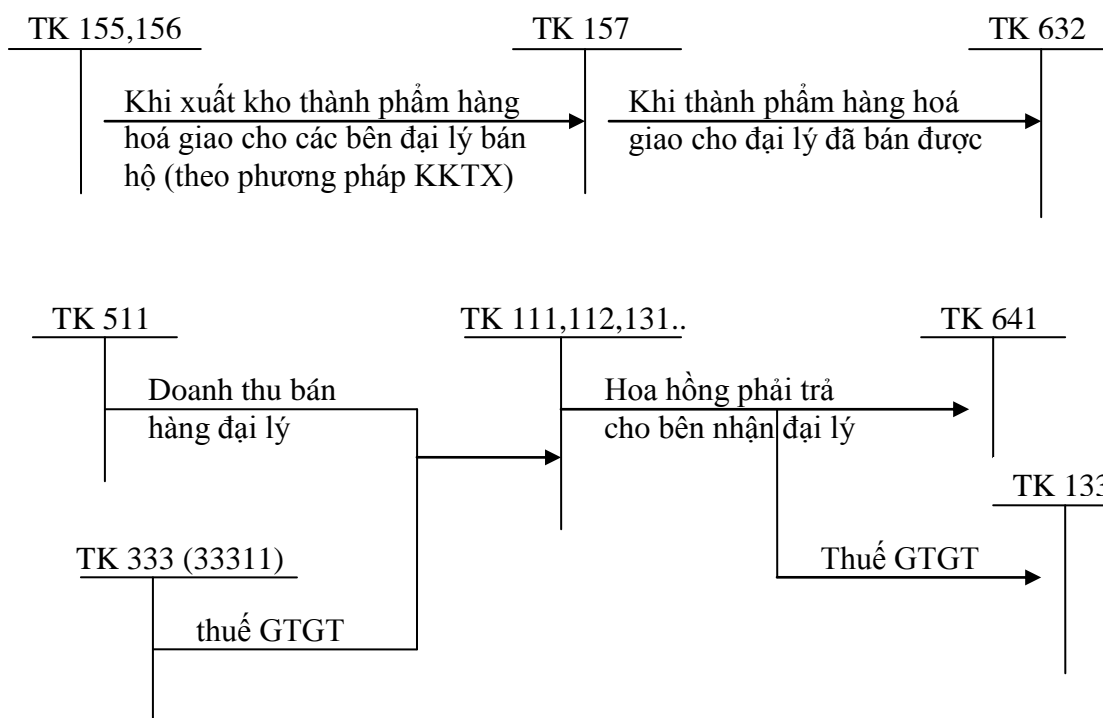 TK 155,156
TK 157
TK 632
Khi xuất kho thành phẩm hàng
hoá giao cho các bên đại lý bán
hộ (theo phương pháp KKTX)
Khi thành phẩm hàng hoá
giao cho đại lý đã bán được
TK 511
TK 111,112,131..
TK 641
Doanh thu bán
hàng đại lý
Hoa hồng phải trả
cho bên nhận đại lý
TK 133
TK 333 (33311)
Thuế GTGT
thuế GTGT